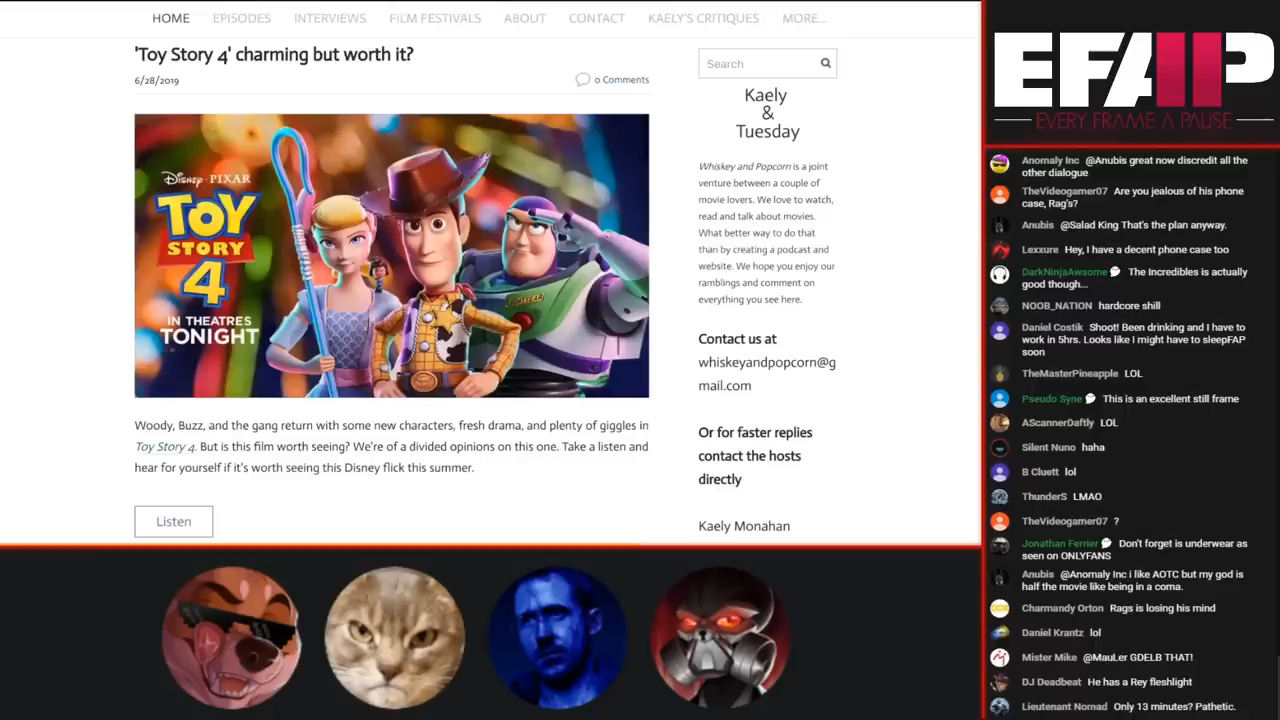 HOME EPISODES INTERVIEWS FILM FESTIVALS ABOUT CONTACT KAELY'S CRITIQUES MORE...
'Toy Story 4' charming but worth it?
6/28/2019
0 Comments
DISNEY · PIXAR
TOY
STORY
4
IN THEATRES
TONIGHT
LIGHTYEAR
Woody, Buzz, and the gang return with some new characters, fresh drama, and plenty of giggles in
Toy Story 4. But is this film worth seeing? We're of a divided opinions on this one. Take a listen and
hear for yourself if it's worth seeing this Disney flick this summer.
Listen
Search
Kaely
&
Tuesday
Whiskey and Popcorn is a joint
venture between a couple of
movie lovers. We love to watch,
read and talk about movies.
What better way to do that
than by creating a podcast and
website. We hope you enjoy our
ramblings and comment on
everything you see here.
Contact us at
whiskeyandpopcorn@g
mail.com
Or for faster replies
contact the hosts
directly
Kaely Monahan
EFAP
EVERY FRAME A PAUSE
Anomaly Inc @Anubis great now discredit all the
other dialogue
TheVideogamer07 Are you jealous of his phone
case, Rag's?
Anubis @Salad King That's the plan anyway.
Lexxure Hey, I have a decent phone case too
DarkNinjaAwsome The Incredibles is actually
good though...
NOOB_NATION hardcore shill
Daniel Costik Shoot! Been drinking and I have to
work in 5hrs. Looks like I might have to sleepFAP
soon
TheMasterPineapple LOL
Pseudo Syne This is an excellent still frame
AScannerDaftly LOL
Silent Nuno haha
B Cluett lol
ThunderS LMAO
TheVideogamer07 ?
Jonathan Ferrier Don't forget is underwear as
seen on ONLYFANS
Anubis @Anomaly Inc i like AOTC but my god is
half the movie like being in a coma.
Charmandy Orton Rags is losing his mind
Daniel Krantz lol
Mister Mike @MauLer GDELB THAT!
DJ Deadbeat He has a Rey fleshlight
Lieutenant Nomad Only 13 minutes? Pathetic.